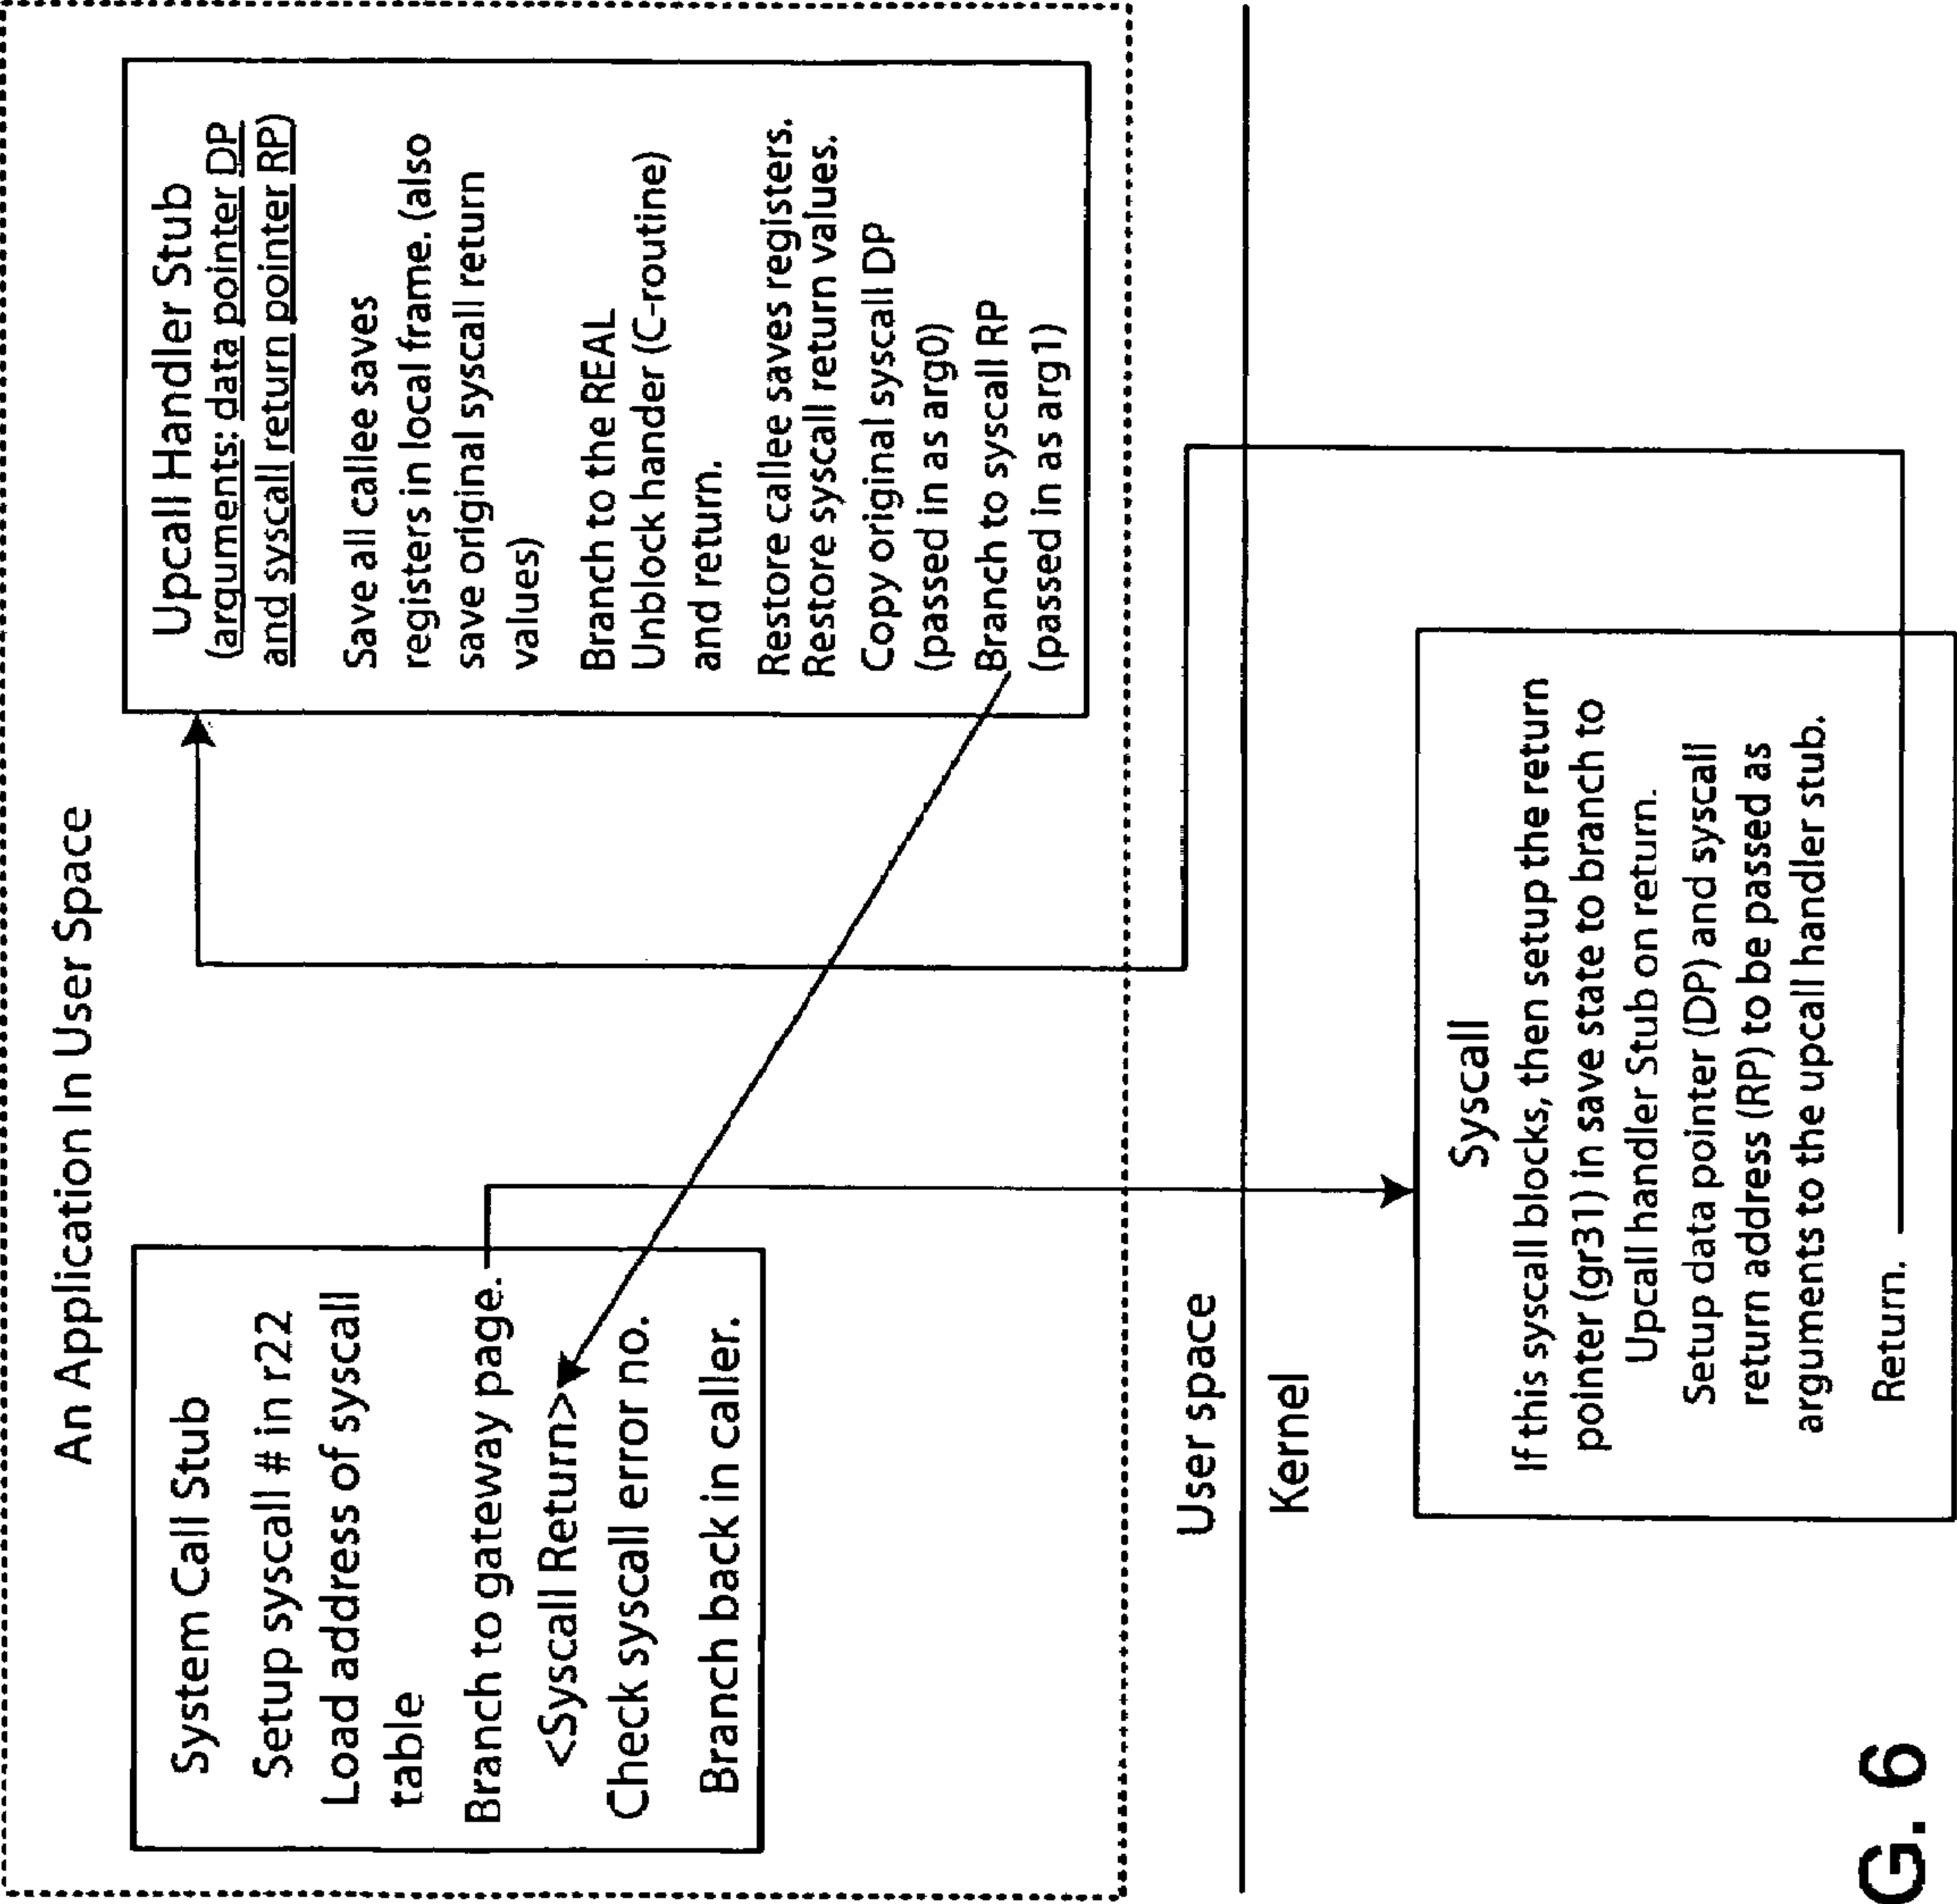 An Application In User Space
System Call Stub
Setup syscall # in r22
Load address of syscall
table
Branch to gateway page.
<Syscall Return>
Check syscall error no.
Branch back in caller.
Upcall Handler Stub
(arguments: data pointer DP
and syscall return pointer RP)
Save all callee saves
registers in local frame. (also
save original syscall return
values)
Branch to the REAL
Unblock hander (C-routine)
and return.
Restore callee saves registers.
Restore syscall return values.
Copy original syscall DP
(passed in as arg0)
Branch to syscall RP
(passed in as arg1)
User space
Kernel
Syscall
If this syscall blocks, then setup the return
pointer (gr31) in save state to branch to
Upcall handler Stub on return.
Setup data pointer (DP) and syscall
return address (RP) to be passed as
arguments to the upcall handler stub.
Return.
G. 6